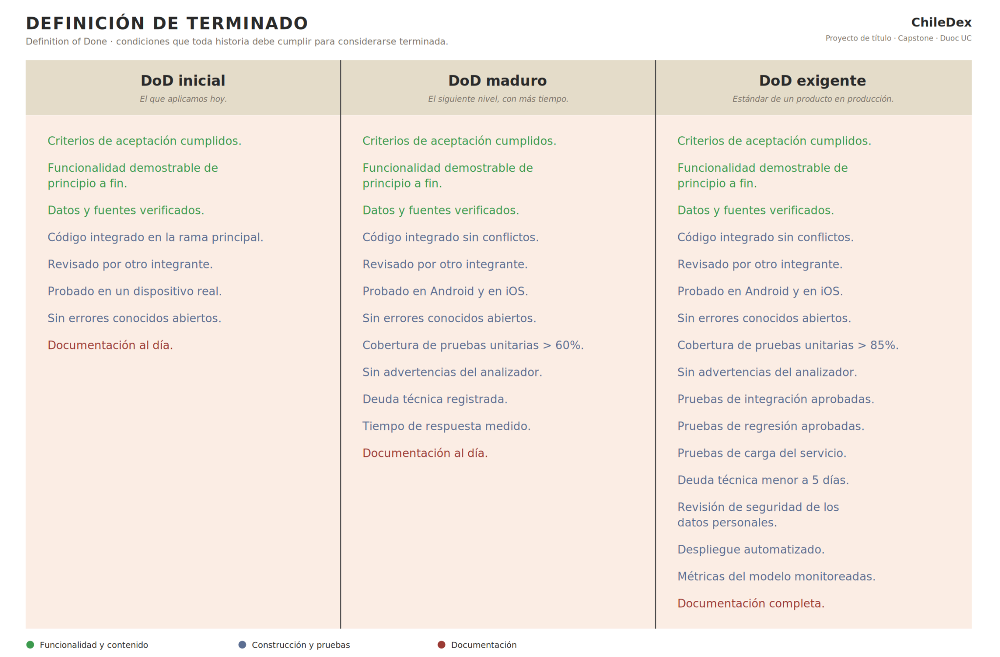 DEFINICIÓN DE TERMINADO
Definition of Done · condiciones que toda historia debe cumplir para considerarse terminada.
ChileDex
Proyecto de título · Capstone · Duoc UC
DoD inicial
El que aplicamos hoy.
Criterios de aceptación cumplidos.
Funcionalidad demostrable de
principio a fin.
Datos y fuentes verificados.
Código integrado en la rama principal.
Revisado por otro integrante.
Probado en un dispositivo real.
Sin errores conocidos abiertos.
Documentación al día.
DoD maduro
El siguiente nivel, con más tiempo.
Criterios de aceptación cumplidos.
Funcionalidad demostrable de
principio a fin.
Datos y fuentes verificados.
Código integrado sin conflictos.
Revisado por otro integrante.
Probado en Android y en iOS.
Sin errores conocidos abiertos.
Cobertura de pruebas unitarias > 60%.
Sin advertencias del analizador.
Deuda técnica registrada.
Tiempo de respuesta medido.
Documentación al día.
DoD exigente
Estándar de un producto en producción.
Criterios de aceptación cumplidos.
Funcionalidad demostrable de
principio a fin.
Datos y fuentes verificados.
Código integrado sin conflictos.
Revisado por otro integrante.
Probado en Android y en iOS.
Sin errores conocidos abiertos.
Cobertura de pruebas unitarias > 85%.
Sin advertencias del analizador.
Pruebas de integración aprobadas.
Pruebas de regresión aprobadas.
Pruebas de carga del servicio.
Deuda técnica menor a 5 días.
Revisión de seguridad de los
datos personales.
Despliegue automatizado.
Métricas del modelo monitoreadas.
Documentación completa.
Funcionalidad y contenido
Construcción y pruebas
Documentación